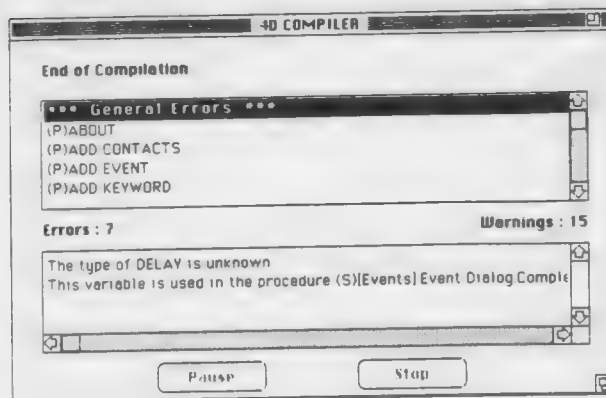 4D COMPILER
End of Compilation
*** General Errors ***
(P)ABOUT
(P)ADD CONTACTS
(P)ADD EVENT
(P)ADD KEYWORD
Errors : 7
Warnings : 15
The type of DELAY is unknown
This variable is used in the procedure (S)[Events]Event Dialog.Comple
Pause
Stop